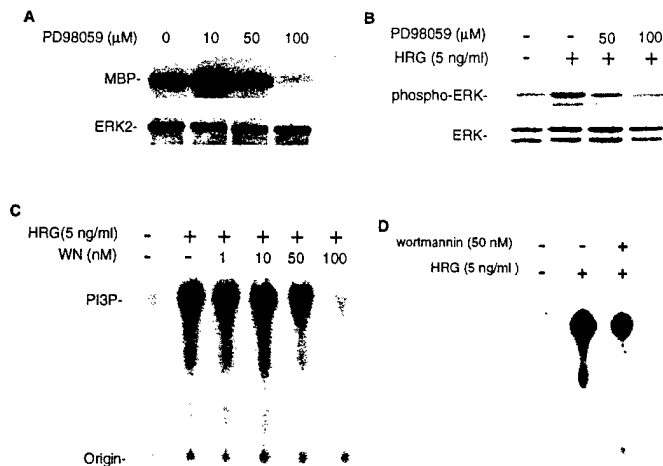 A
PD98059 (µM) 0 10 50 100
MBP-
ERK2-
B
PD98059 (µM) - - 50 100
HRG (5 ng/ml) - + + +
phospho-ERK-
ERK-
C
HRG(5 ng/ml) - + + + + +
WN (nM) - - 1 10 50 100
PI3P-
Origin-
D
wortmannin (50 nM) - - +
HRG (5 ng/ml ) - + +